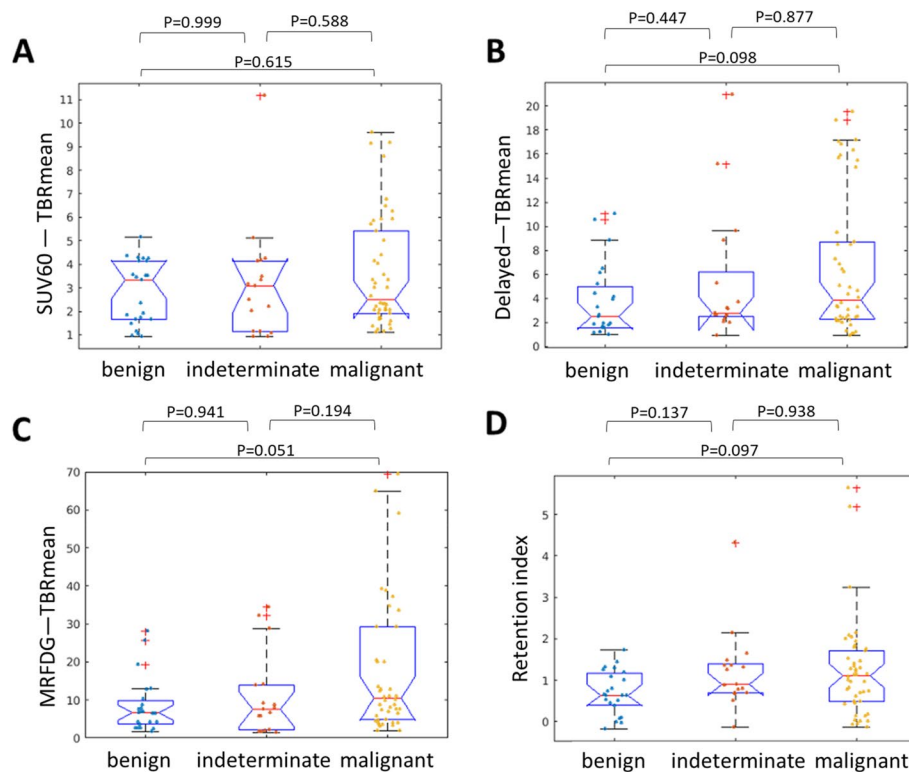 P=0.999 P=0.588
A
P=0.615
11
10
9
8
7
6
5
4
3
2
1
SUV60 — TBRmean
benign indeterminate malignant
P=0.447 P=0.877
B
P=0.098
20
18
16
14
12
10
8
6
4
2
0
Delayed—TBRmean
benign indeterminate malignant
P=0.941 P=0.194
C
P=0.051
70
60
50
40
30
20
10
0
MRFDG—TBRmean
benign indeterminate malignant
P=0.137 P=0.938
D
P=0.097
5
4
3
2
1
0
Retention index
benign indeterminate malignant